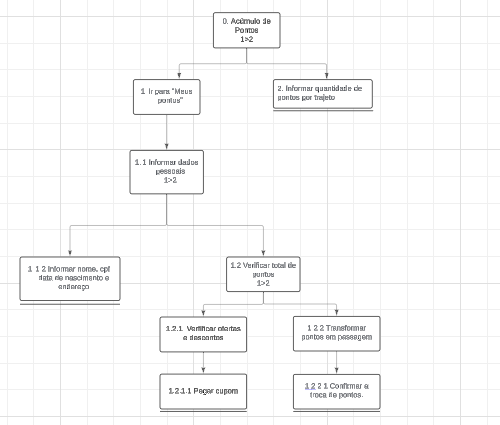 0. Acúmulo de
Pontos
1>2
1 Ir para "Meus
pontos"
2. Informar quantidade de
pontos por trajeto
1.1 Informar dados
pessoais
1>2
1 1 2 Informar nome, cpf
data de nascimento e
endereço
1.2 Verificar total de
pontos
1>2
1.2.1 Verificar ofertas
e descontos
1 2 2 Transformar
pontos em passagem
1.2.1.1 Pegar cupom
1 2 2 1 Confirmar a
troca de pontos.